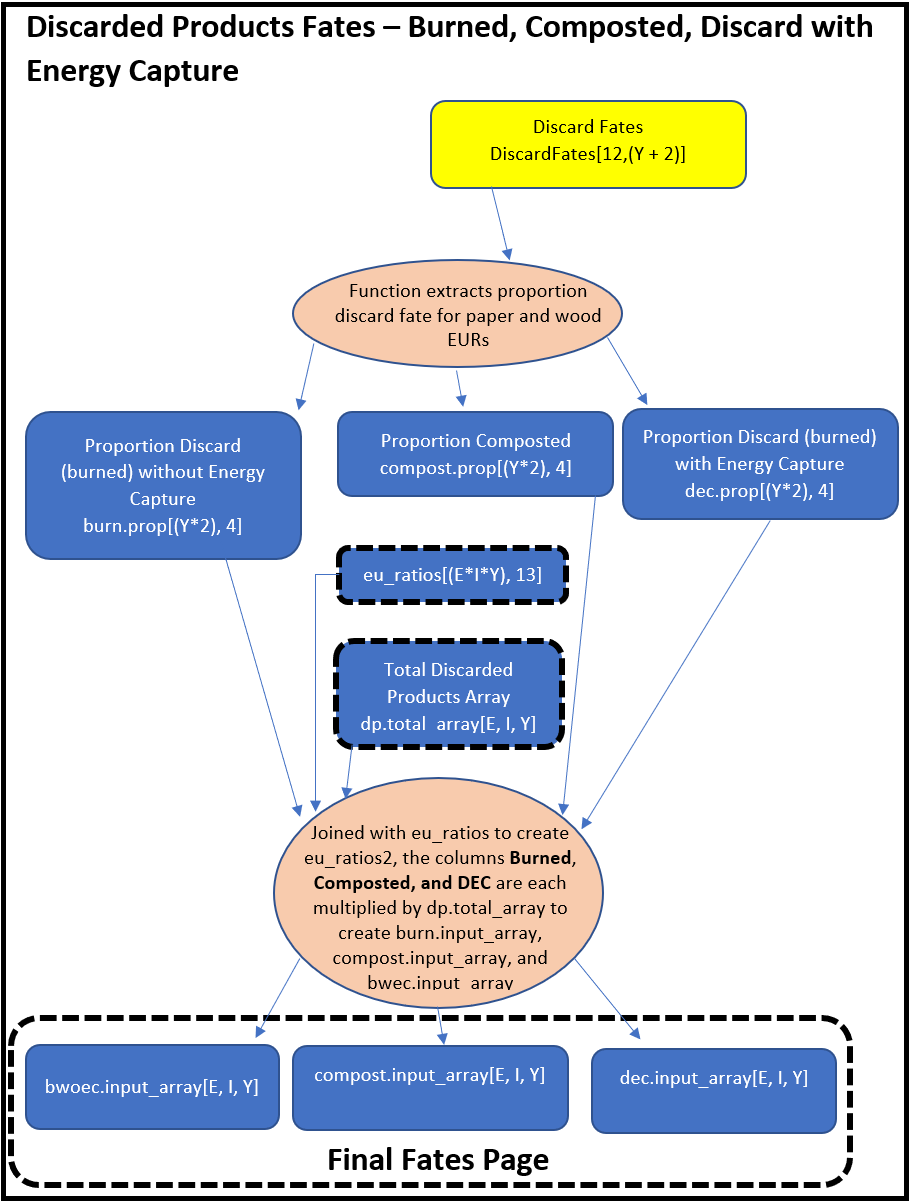 Discarded Products Fates – Burned, Composted, Discard with
Energy Capture
Discard Fates
DiscardFates[12,(Y + 2)]
Function extracts proportion
discard fate for paper and wood
EURs
Proportion Discard
(burned) without Energy
Capture
burn.prop[(Y*2), 4]
Proportion Composted
compost.prop[(Y*2), 4]
Proportion Discard (burned)
with Energy Capture
dec.prop[(Y*2), 4]
eu_ratios[(E*I*Y), 13]
Total Discarded
Products Array
dp.total_array[E, I, Y]
Joined with eu_ratios to create
eu_ratios2, the columns Burned,
Composted, and DEC are each
multiplied by dp.total_array to
create burn.input_array,
compost.input_array, and
bwec.input_array
bwoec.input_array[E, I, Y]
compost.input_array[E, I, Y]
dec.input_array[E, I, Y]
Final Fates Page